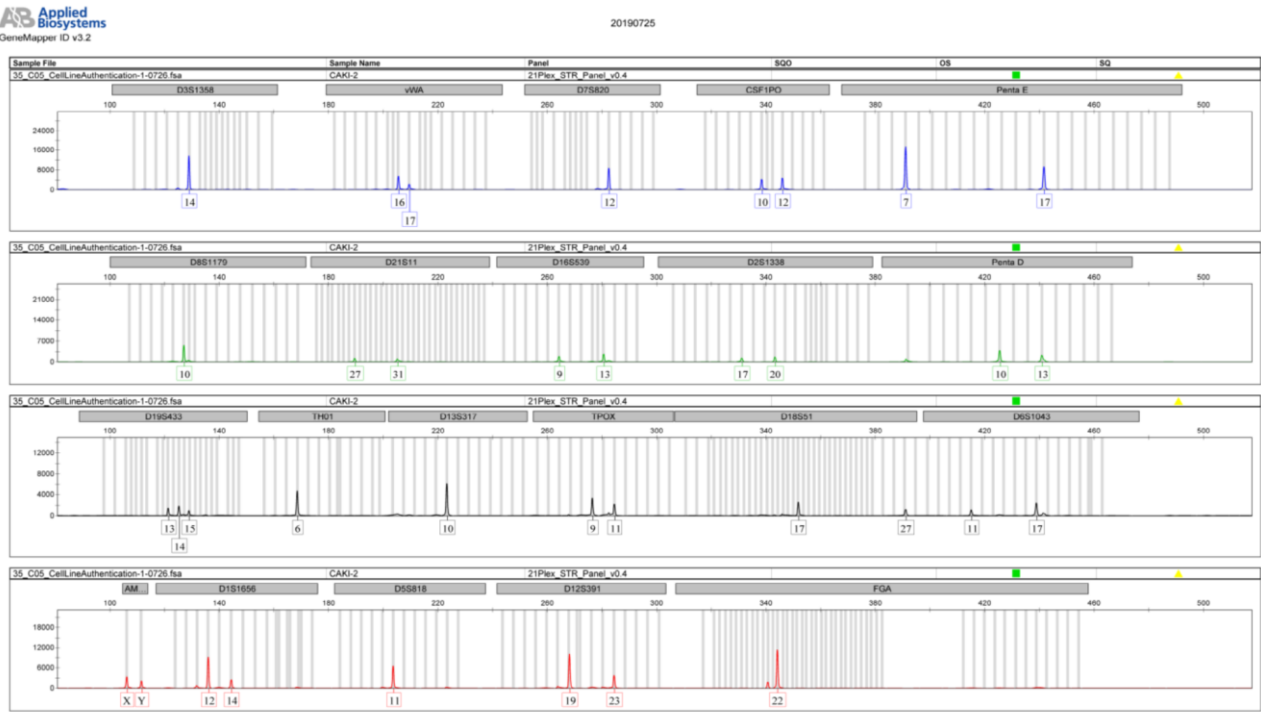 AB Applied
Biosystems
GeneMapper ID v3.2
20190725
Sample File Sample Name Panel SQO OS SQ
35_C05_CellLineAuthentication-1-0726.fsa CAKI-2 21Plex_STR_Panel_v0.4
D3S1358 vWA D7S820 CSF1PO Penta E
100 140 180 220 260 300 340 380 420 460 500
24000
16000
8000
0
14 16 12 10 12 7 17
17
35_C05_CellLineAuthentication-1-0726.fsa CAKI-2 21Plex_STR_Panel_v0.4
D8S1179 D21S11 D16S539 D2S1338 Penta D
100 140 180 220 260 300 340 380 420 460 500
21000
14000
7000
0
10 27 31 9 13 17 20 10 13
35_C05_CellLineAuthentication-1-0726.fsa CAKI-2 21Plex_STR_Panel_v0.4
D19S433 TH01 D13S317 TPOX D18S51 D6S1043
100 140 180 220 260 300 340 380 420 460 500
12000
8000
4000
0
13 15 6 10 9 11 17 27 11 17
14
35_C05_CellLineAuthentication-1-0726.fsa CAKI-2 21Plex_STR_Panel_v0.4
AM D1S1656 D5S818 D12S391 FGA
100 140 180 220 260 300 340 380 420 460 500
18000
12000
6000
0
X Y 12 14 11 19 23 22